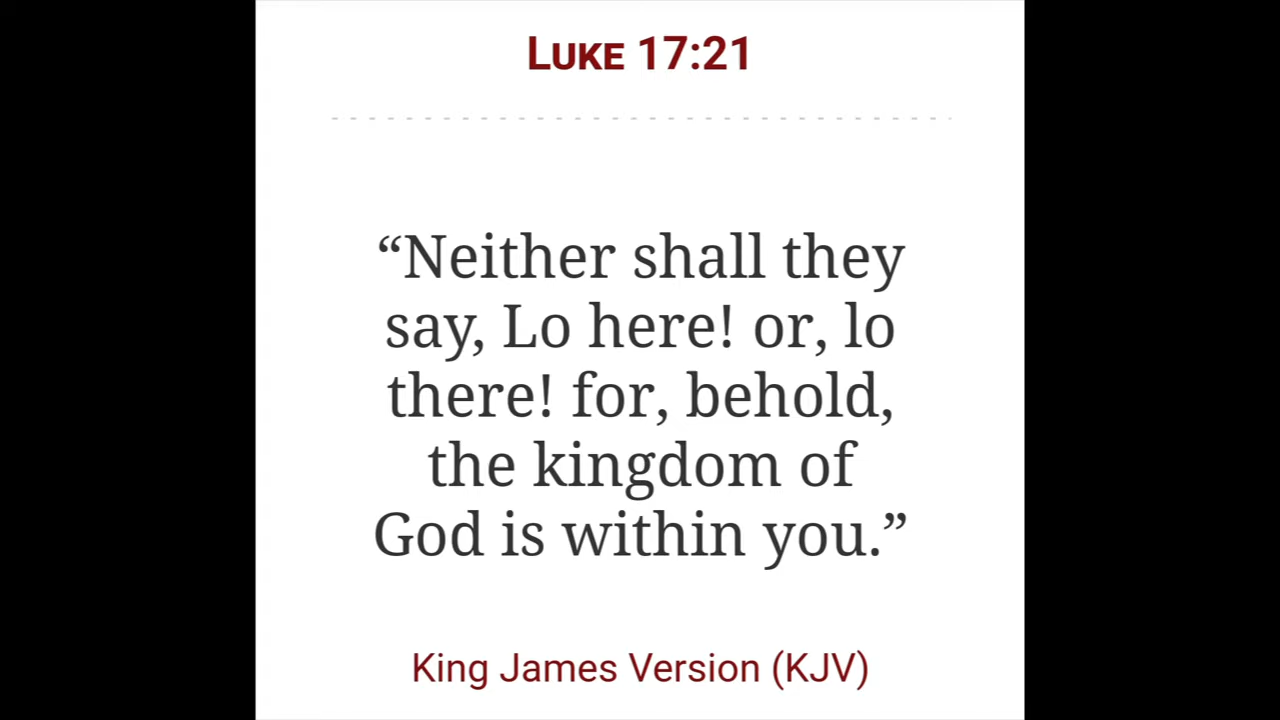 Luke 17:21
“Neither shall they
say, Lo here! or, lo
there! for, behold,
the kingdom of
God is within you.”
King James Version (KJV)